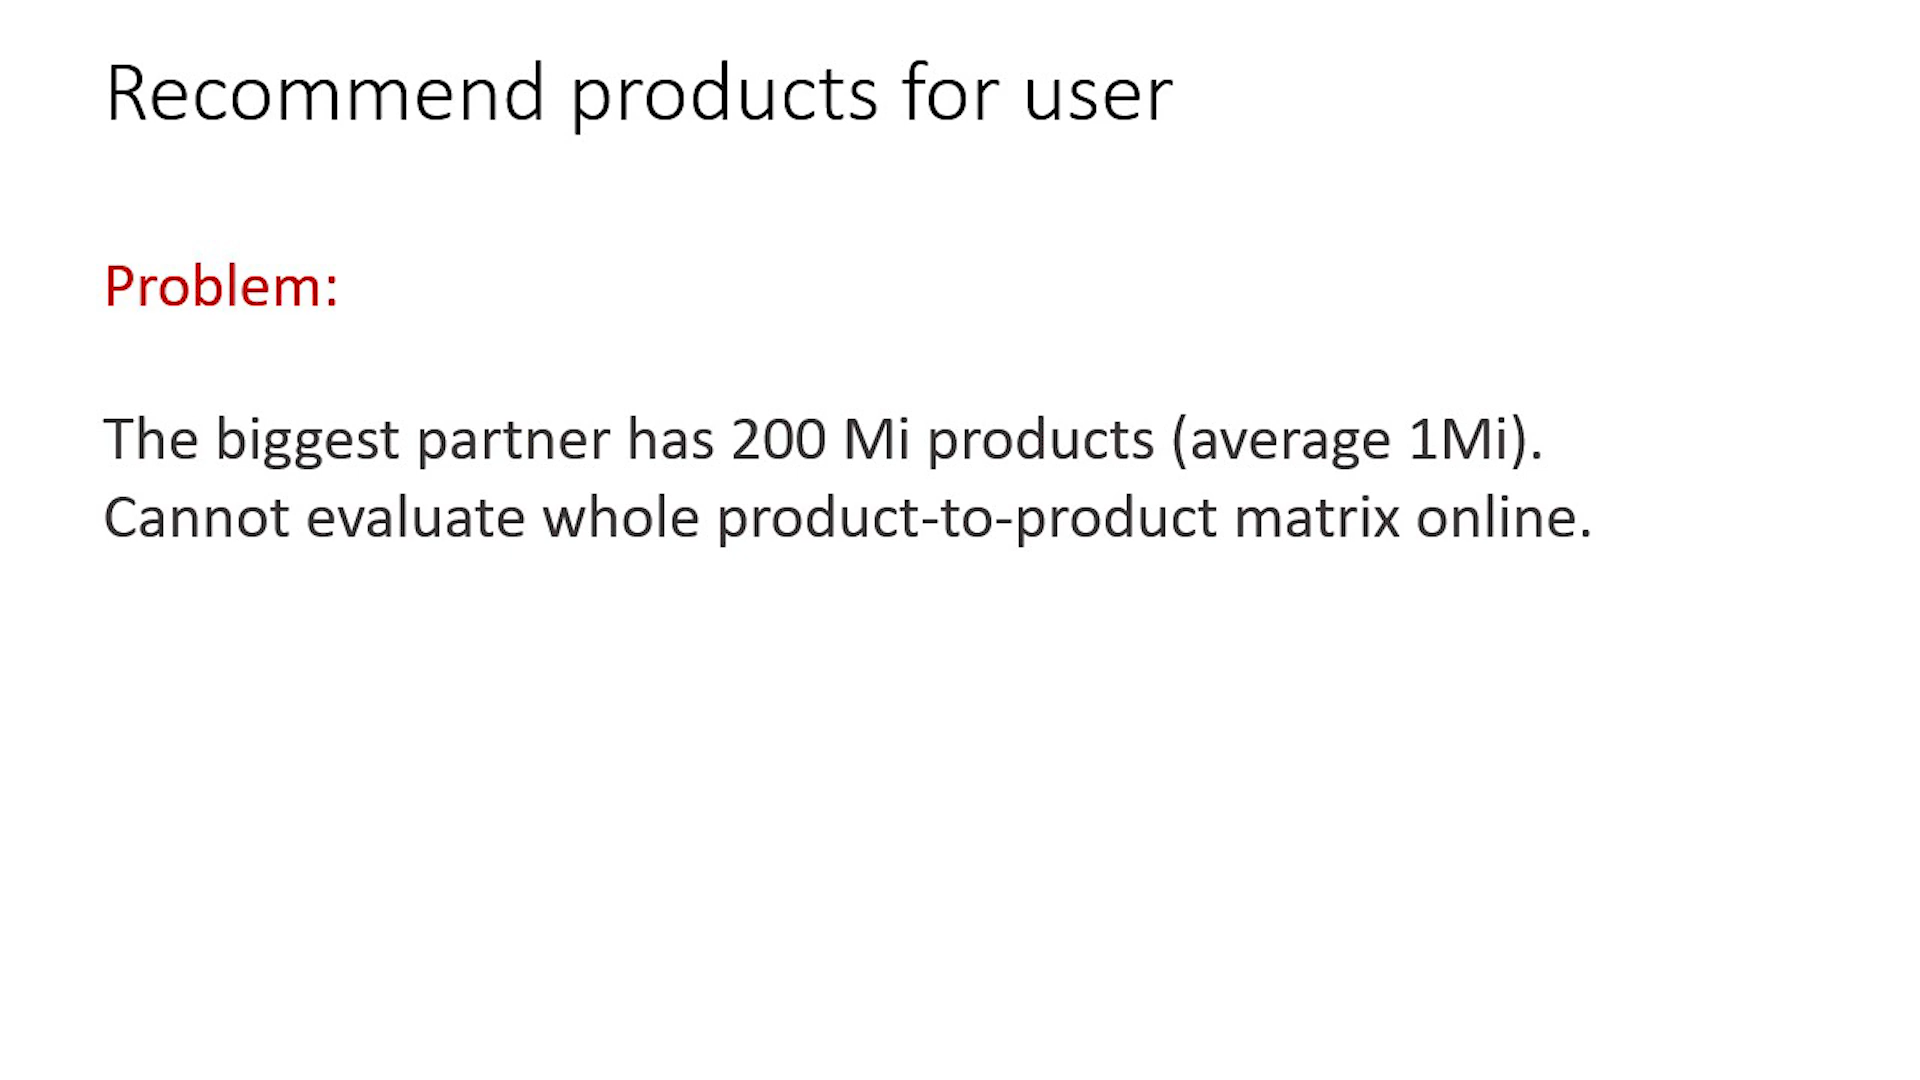 Recommend products for user
Problem:
The biggest partner has 200 Mi products (average 1Mi).
Cannot evaluate whole product-to-product matrix online.